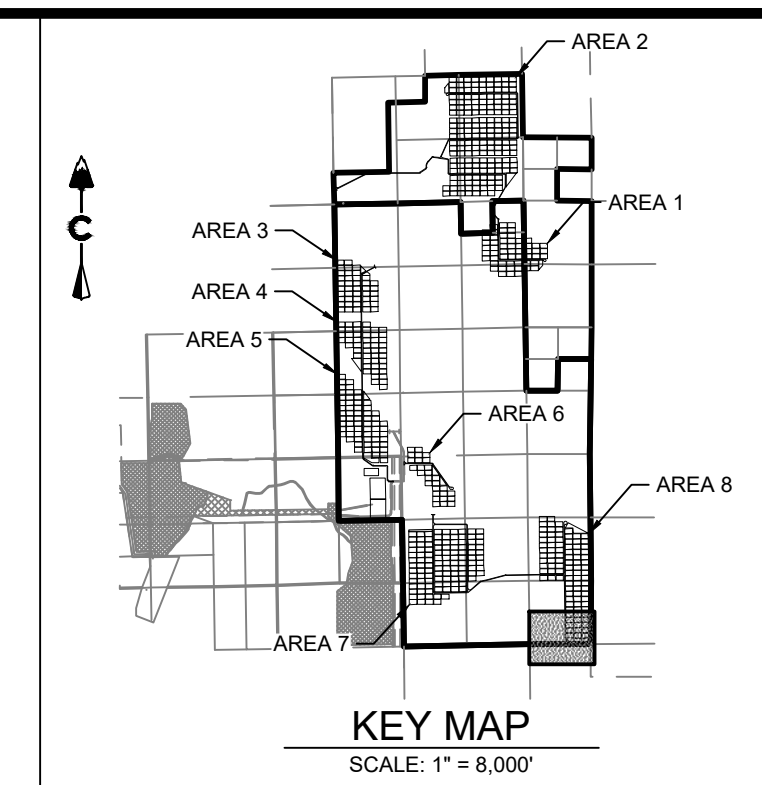 AREA 2
AREA 1
AREA 3
C
AREA 4
AREA 5
AREA 6
AREA 8
AREA 7
KEY MAP
SCALE: 1" = 8,000'